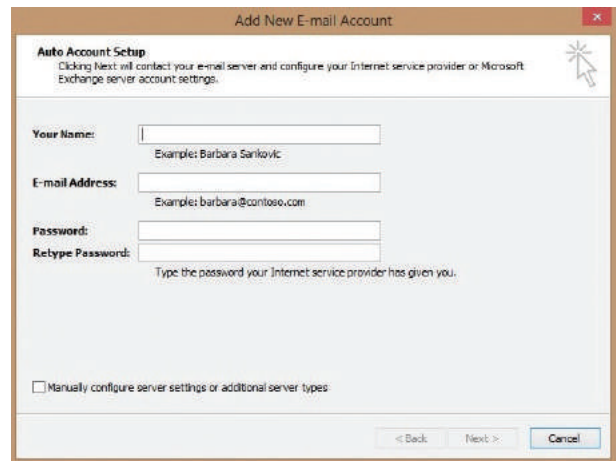 Add New E-mail Account
Auto Account Setup
Clicking Next will contact your e-mail server and configure your Internet service provider or Microsoft
Exchange server account settings.
Your Name:
Example: Barbara Sankovic
E-mail Address:
Example: barbara@contoso.com
Password:
Retype Password:
Type the password your Internet service provider has given you.
Manually configure server settings or additional server types
< Back Next > Cancel